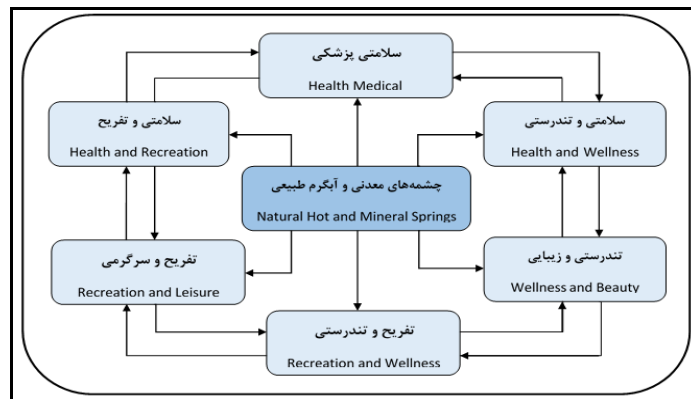 سلامتی پزشکی
Health Medical
سلامتی و تفریح
Health and Recreation
سلامتی و تندرستی
Health and Wellness
چشمه‌های معدنی و آبگرم طبیعی
Natural Hot and Mineral Springs
تفریح و سرگرمی
Recreation and Leisure
تندرستی و زیبایی
Wellness and Beauty
تفریح و تندرستی
Recreation and Wellness